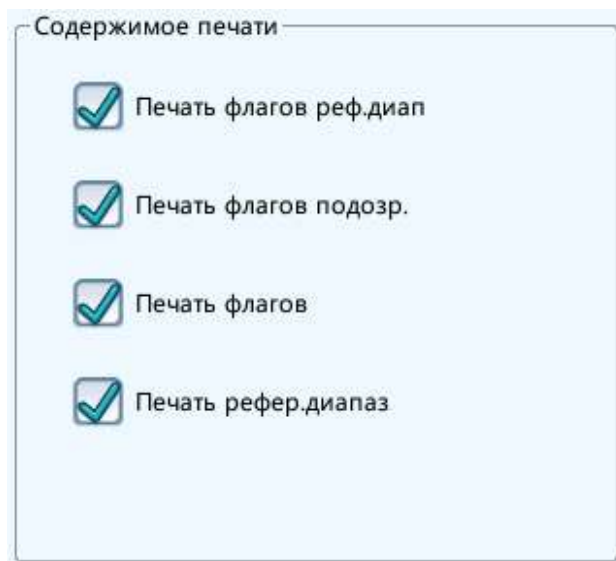 Содержимое печати
Печать флагов реф.диап
Печать флагов подозр.
Печать флагов
Печать рефер.диапаз